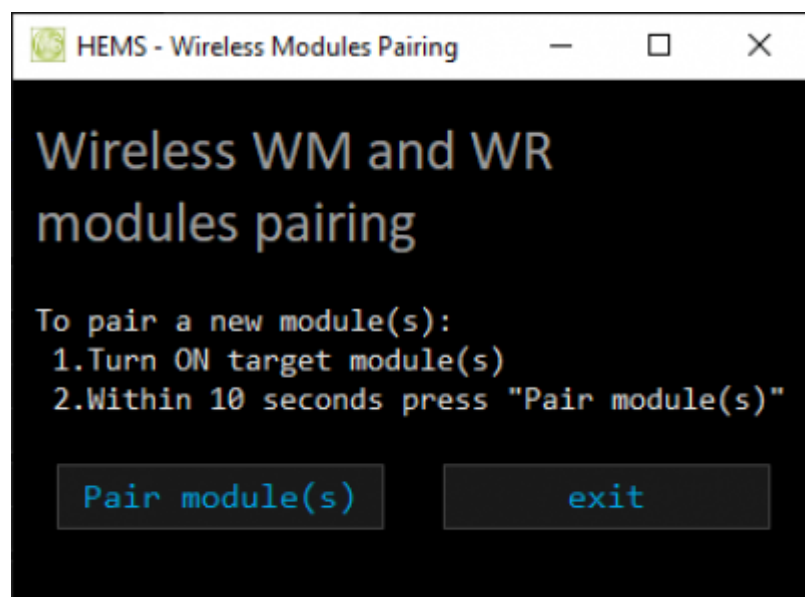 HEMS - Wireless Modules Pairing
Wireless WM and WR
modules pairing
To pair a new module(s):
1.Turn ON target module(s)
2.Within 10 seconds press "Pair module(s)"
Pair module(s)
exit